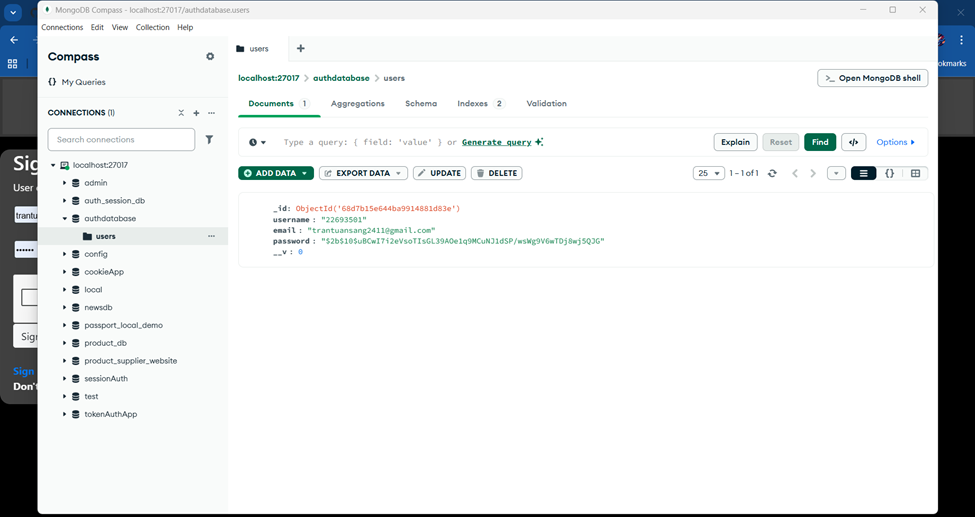 MongoDB Compass - localhost:27017/authdatabase.users
Connections Edit View Collection Help
Compass
My Queries
CONNECTIONS (1)
Search connections
localhost:27017
admin
auth_session_db
authdatabase
users
config
cookieApp
local
newsdb
passport_local_demo
product_db
product_supplier_website
sessionAuth
test
tokenAuthApp
users
localhost:27017 > authdatabase > users
>_ Open MongoDB shell
Documents 1 Aggregations Schema Indexes 2 Validation
Type a query: { field: 'value' } or Generate query
Explain Reset Find </> Options
ADD DATA EXPORT DATA UPDATE DELETE
25 1–1 of 1 {}
_id: ObjectId('68d7b15e644ba9914881d83e')
username: "22693501"
email: "trantuansang2411@gmail.com"
password: "$2b$10$uBCwI7i2eVsoTIsGL39AOe1q9MCuNJ1dSP/wsWg9V6wTDj8wj5QJG"
__v: 0
okmarks
Sig
User
trantu
Sign
Sign
Don't